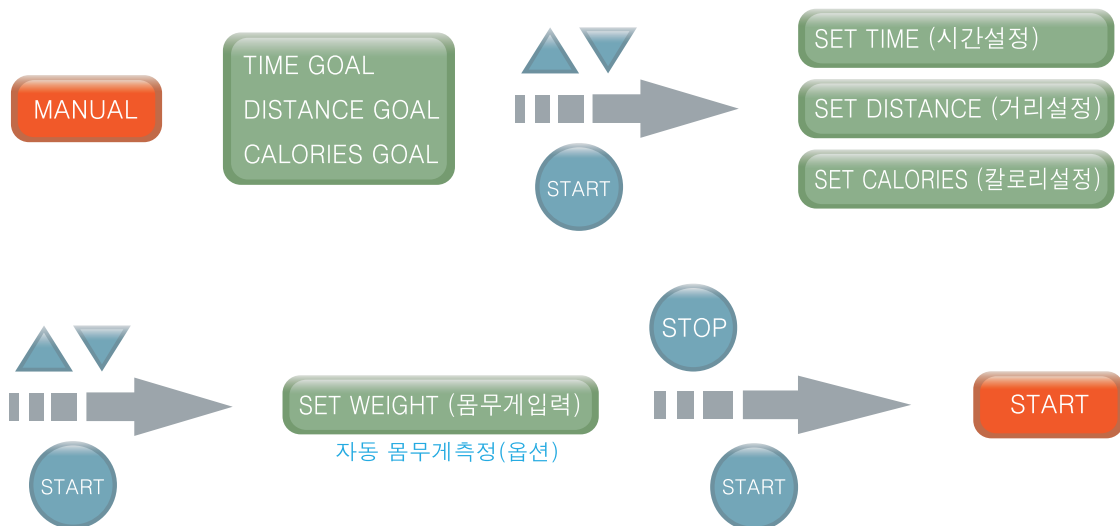 MANUAL
TIME GOAL
DISTANCE GOAL
CALORIES GOAL
START
SET TIME (시간설정)
SET DISTANCE (거리설정)
SET CALORIES (칼로리설정)
START
SET WEIGHT (몸무게입력)
자동 몸무게측정(옵션)
STOP
START
START